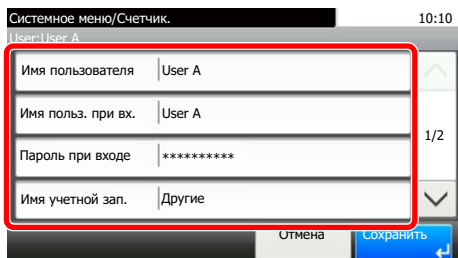 Системное меню/Счетчик. 10:10
User:User A
Имя пользователя User A
Имя польз. при вх. User A
1/2
Пароль при входе **********
Имя учетной зап. Другие
Отмена Сохранить